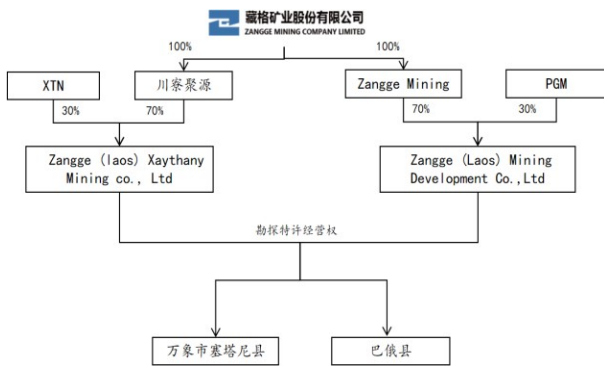 藏格矿业股份有限公司
ZANGGE MINING COMPANY LIMITED
100%
100%
XTN
川寮聚源
Zangge Mining
PGM
30%
70%
70%
30%
Zangge (laos) Xaythany
Mining co., Ltd
Zangge (Laos) Mining
Development Co.,Ltd
勘探特许经营权
万象市塞塔尼县
巴俄县